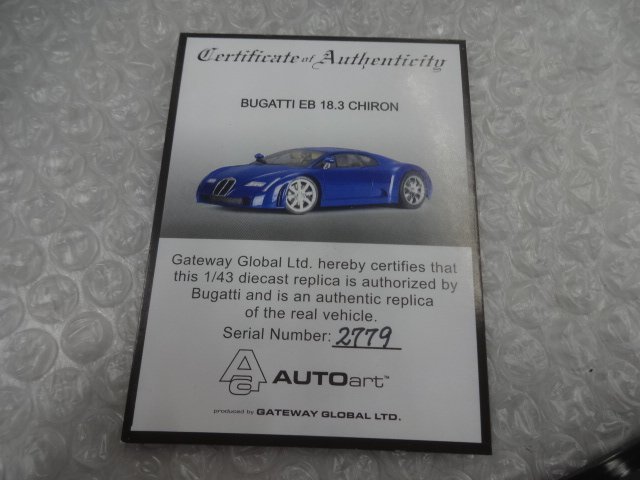 Certificate of Authenticity
BUGATTI EB 18.3 CHIRON
Gateway Global Ltd. hereby certifies that
this 1/43 diecast replica is authorized by
Bugatti and is an authentic replica
of the real vehicle.
Serial Number: 2779
Aa AUTOart™
produced by GATEWAY GLOBAL LTD.